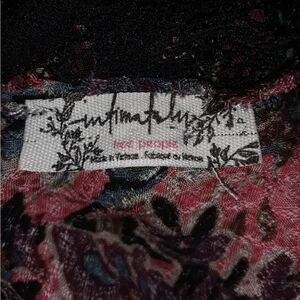 intimately
free people
Made in Vietnam. Fabriqué au Vietnam